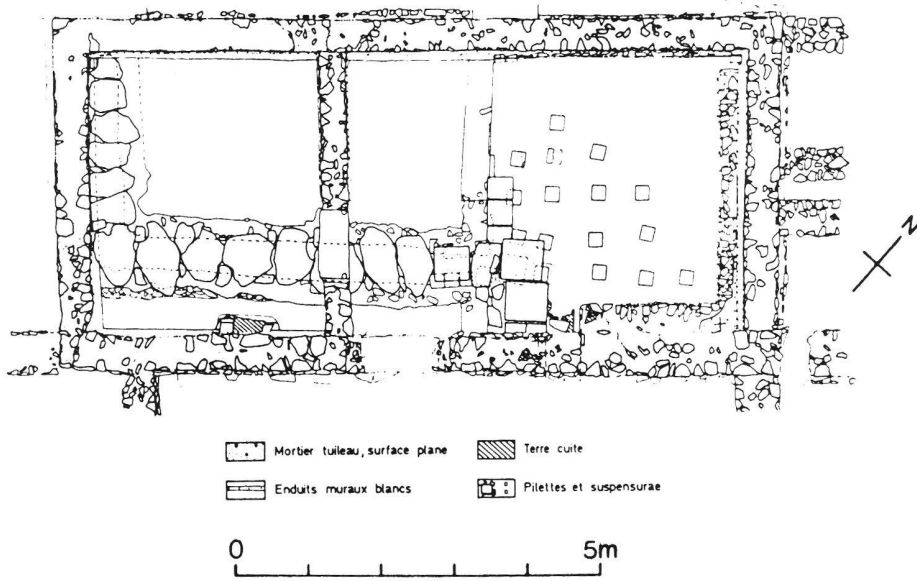 N
Mortier tuileau, surface plane
Terre cuite
Enduits muraux blancs
Pilettes et suspensurae
0 5m